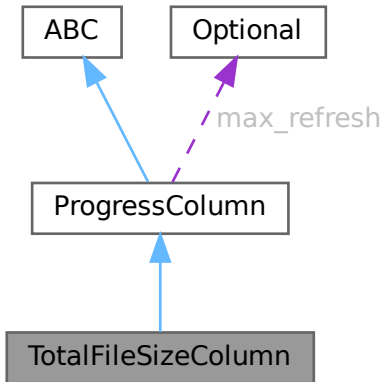 ABC
Optional
max_refresh
ProgressColumn
TotalFileSizeColumn